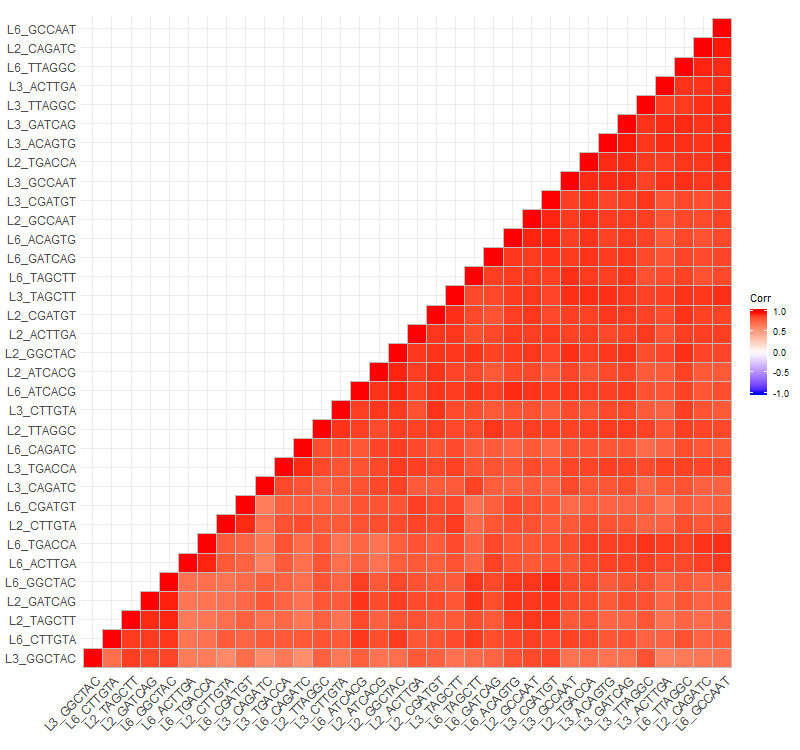 L6_GCCAAT
L2_CAGATC
L6_TTAGGC
L3_ACTTGA
L3_TTAGGC
L3_GATCAG
L3_ACAGTG
L2_TGACCA
L3_GCCAAT
L3_CGATGT
L2_GCCAAT
L6_ACAGTG
L6_GATCAG
L6_TAGCTT
L3_TAGCTT
L2_CGATGT
L2_ACTTGA
L2_GGCTAC
L2_ATCACG
L6_ATCACG
L3_CTTGTA
L2_TTAGGC
L6_CAGATC
L3_TGACCA
L3_CAGATC
L6_CGATGT
L2_CTTGTA
L6_TGACCA
L6_ACTTGA
L6_GGCTAC
L2_GATCAG
L2_TAGCTT
L6_CTTGTA
L3_GGCTAC
Corr
1.0
0.5
0.0
-0.5
-1.0
L3_GGCTAC
L6_CTTGTA
L2_TAGCTT
L2_GATCAG
L6_GGCTAC
L6_ACTTGA
L6_TGACCA
L2_CTTGTA
L6_CGATGT
L3_CAGATC
L3_TGACCA
L6_CAGATC
L2_TTAGGC
L3_CTTGTA
L6_ATCACG
L2_ATCACG
L2_GGCTAC
L2_ACTTGA
L2_CGATGT
L3_TAGCTT
L6_TAGCTT
L6_GATCAG
L6_ACAGTG
L2_GCCAAT
L3_CGATGT
L3_GCCAAT
L2_TGACCA
L3_ACAGTG
L3_GATCAG
L3_TTAGGC
L3_ACTTGA
L6_TTAGGC
L2_CAGATC
L6_GCCAAT